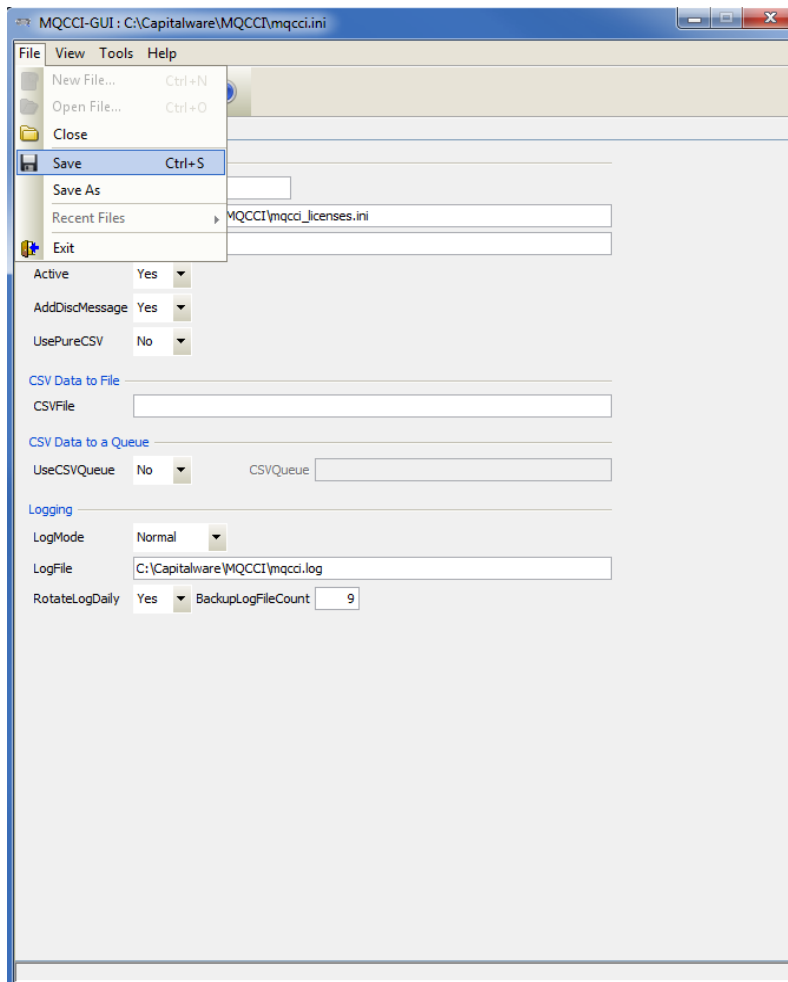 MQCCI-GUI : C:\Capitalware\MQCCI\mqcci.ini
File View Tools Help
New File... Ctrl+N
Open File... Ctrl+O
Close
Save Ctrl+S
Save As
Recent Files
MQCCI\mqcci_licenses.ini
Exit
Active Yes
AddDiscMessage Yes
UsePureCSV No
CSV Data to File
CSVFile
CSV Data to a Queue
UseCSVQueue No CSVQueue
Logging
LogMode Normal
LogFile C:\Capitalware\MQCCI\mqcci.log
RotateLogDaily Yes BackupLogFileCount 9